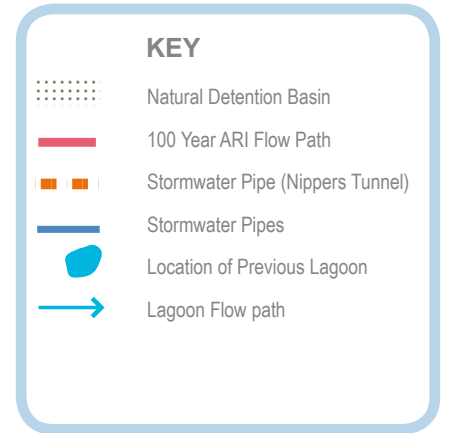 KEY
Natural Detention Basin
100 Year ARI Flow Path
Stormwater Pipe (Nippers Tunnel)
Stormwater Pipes
Location of Previous Lagoon
Lagoon Flow path